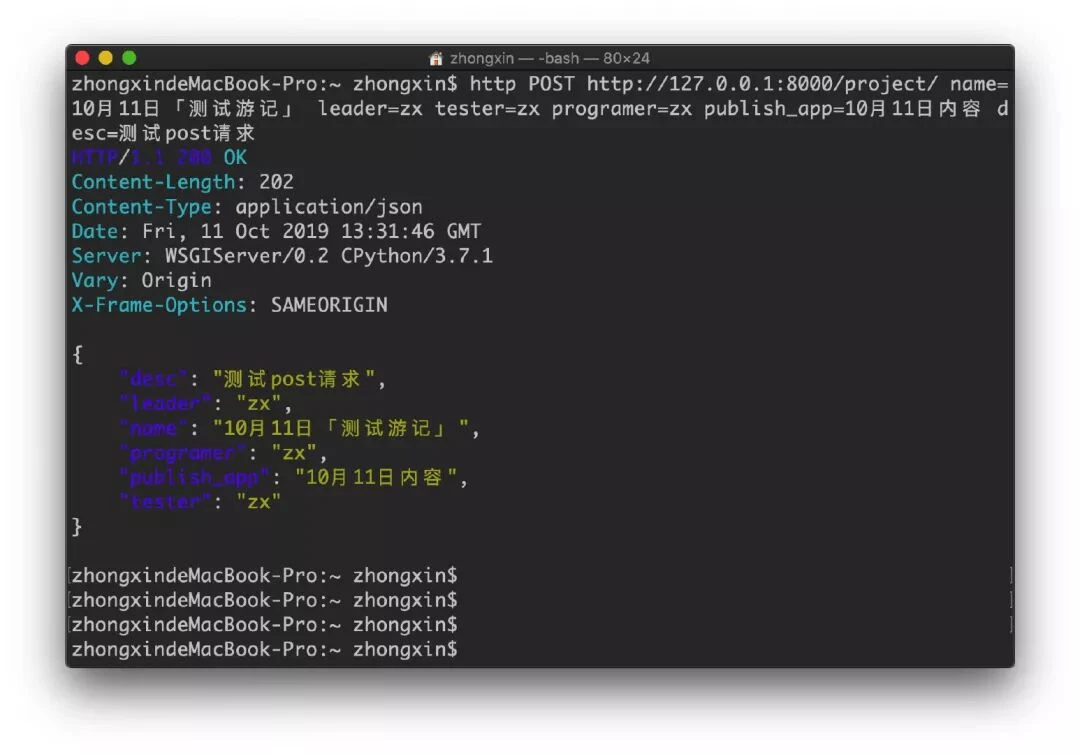 zhongxin — -bash — 80×24
zhongxindeMacBook-Pro:~ zhongxin$ http POST http://127.0.0.1:8000/project/ name=
10月11日「测试游记」 leader=zx tester=zx programer=zx publish_app=10月11日内容 d
esc=测试post请求
HTTP/1.1 200 OK
Content-Length: 202
Content-Type: application/json
Date: Fri, 11 Oct 2019 13:31:46 GMT
Server: WSGIServer/0.2 CPython/3.7.1
Vary: Origin
X-Frame-Options: SAMEORIGIN
{
    "desc": "测试post请求",
    "leader": "zx",
    "name": "10月11日「测试游记」",
    "programer": "zx",
    "publish_app": "10月11日内容",
    "tester": "zx"
}
[zhongxindeMacBook-Pro:~ zhongxin$ ]
[zhongxindeMacBook-Pro:~ zhongxin$ ]
[zhongxindeMacBook-Pro:~ zhongxin$ ]
zhongxindeMacBook-Pro:~ zhongxin$